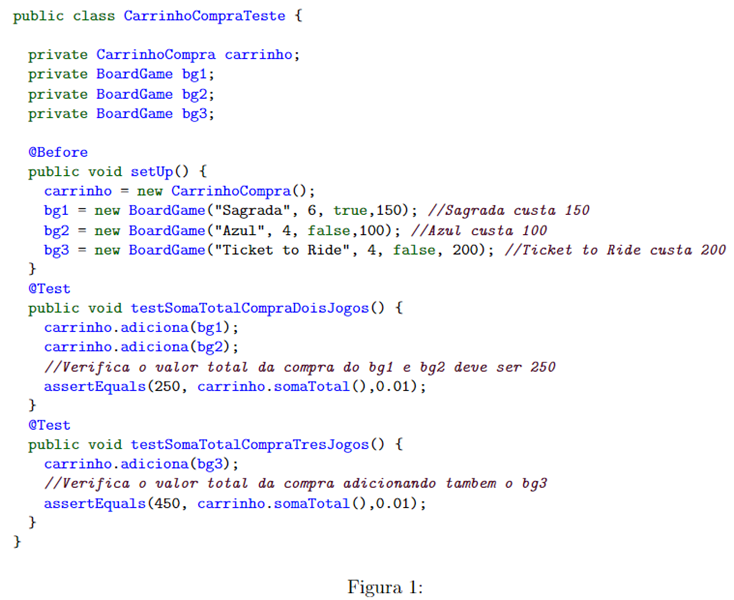 public class CarrinhoCompraTeste {
private CarrinhoCompra carrinho;
private BoardGame bg1;
private BoardGame bg2;
private BoardGame bg3;
@Before
public void setUp() {
carrinho = new CarrinhoCompra();
bg1 = new BoardGame("Sagrada", 6, true,150); //Sagrada custa 150
bg2 = new BoardGame("Azul", 4, false,100); //Azul custa 100
bg3 = new BoardGame("Ticket to Ride", 4, false, 200); //Ticket to Ride custa 200
}
@Test
public void testSomaTotalCompraDoisJogos() {
carrinho.adiciona(bg1);
carrinho.adiciona(bg2);
//Verifica o valor total da compra do bg1 e bg2 deve ser 250
assertEquals(250, carrinho.somaTotal(),0.01);
}
@Test
public void testSomaTotalCompraTresJogos() {
carrinho.adiciona(bg3);
//Verifica o valor total da compra adicionando tambem o bg3
assertEquals(450, carrinho.somaTotal(),0.01);
}
}
Figura 1: